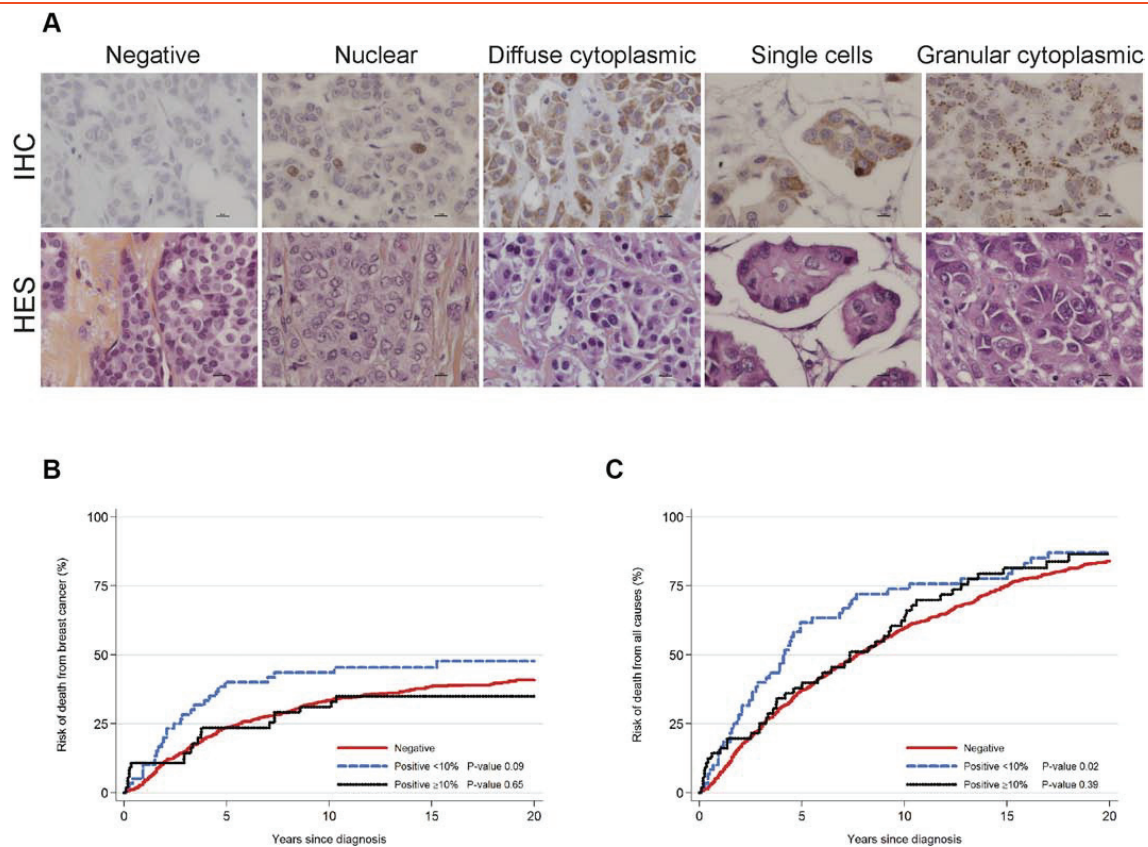 A
Negative Nuclear Diffuse cytoplasmic Single cells Granular cytoplasmic
IHC
HES
B
100
75
50
25
0
Risk of death from breast cancer (%)
Negative
Positive <10% P-value 0.09
Positive ≥10% P-value 0.65
0 5 10 15 20
Years since diagnosis
C
100
75
50
25
0
Risk of death from all causes (%)
Negative
Positive <10% P-value 0.02
Positive ≥10% P-value 0.39
0 5 10 15 20
Years since diagnosis